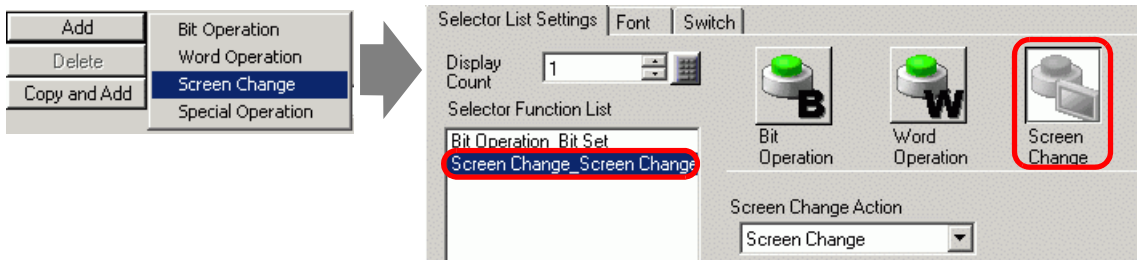 Add
Delete
Copy and Add
Bit Operation
Word Operation
Screen Change
Special Operation
Selector List Settings
Font
Switch
Display
Count
1
Selector Function List
Bit Operation_Bit Set
Screen Change_Screen Change
B
Bit
Operation
W
Word
Operation
Screen
Change
Screen Change Action
Screen Change